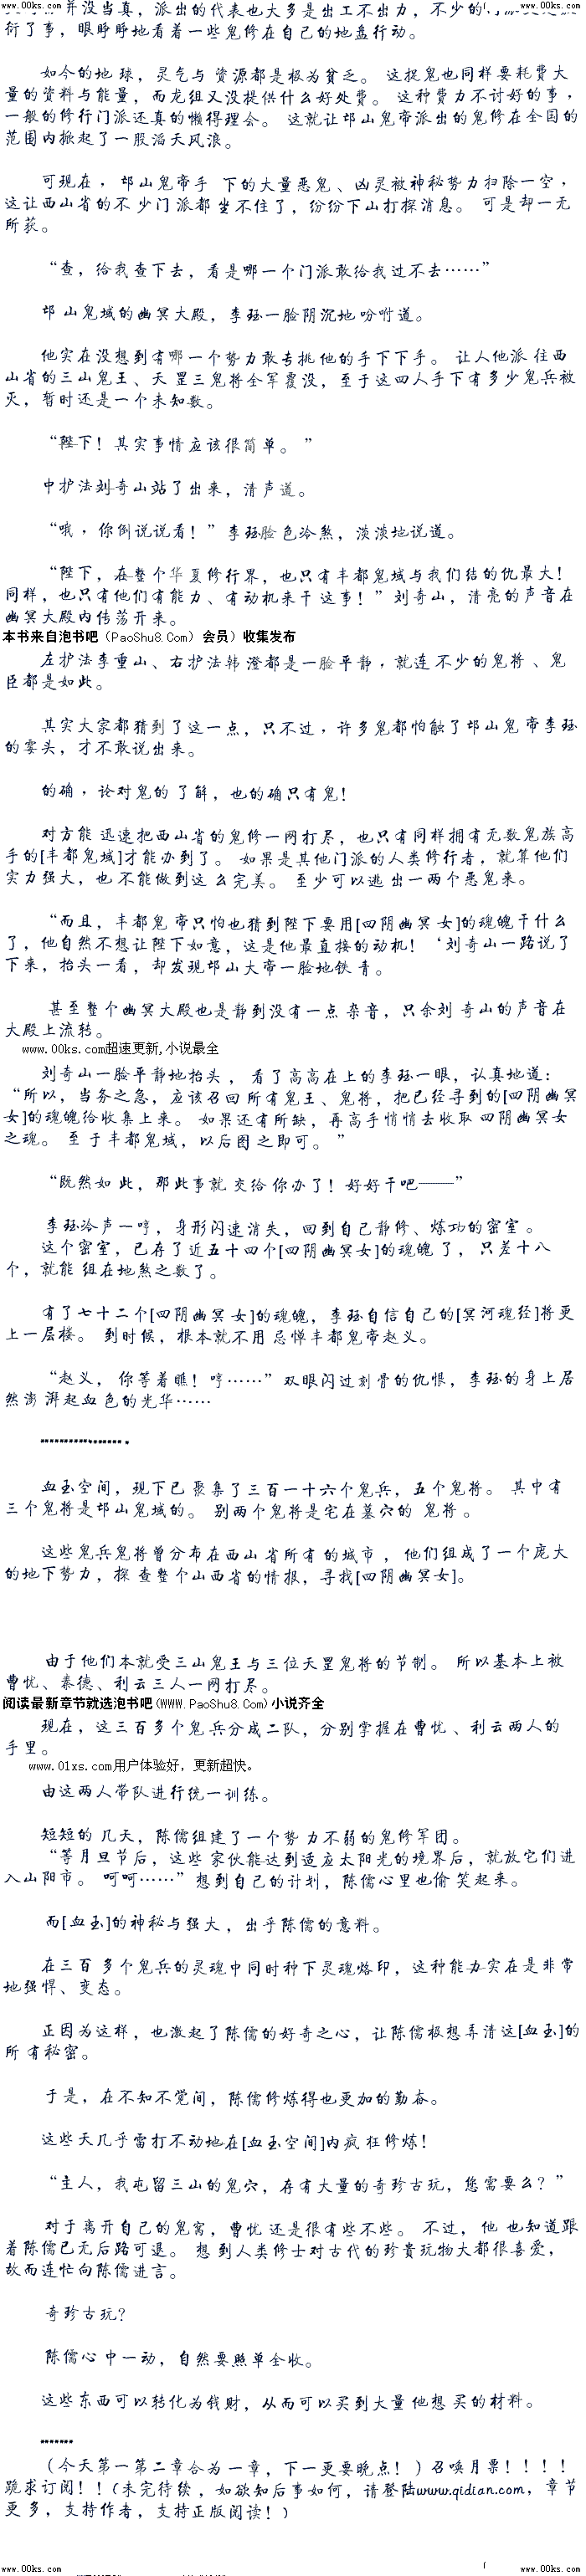 www.00ks.com www.00ks.com
并没当真，派出的代表也大多是出工不出力，不少的门派
衍了事，眼睁睁地看着一些鬼修在自己的地盘行动。
如今的地球，灵气与资源都是极为贫乏。这捉鬼也同样要耗费大
量的资料与能量，而龙组又没提供什么好处费。这种费力不讨好的事，
一般的修行门派还真的懒得理会。这就让邙山鬼帝派出的鬼修在全国的
范围内掀起了一股滔天风浪。
可现在，邙山鬼帝手下的大量恶鬼、凶灵被神秘势力扫除一空，
这让西山省的不少门派都坐不住了，纷纷下山打探消息。可是却一无
所获。
“查，给我查下去，看是哪一个门派敢给我过不去……”
邙山鬼域的幽冥大殿，李珏一脸阴沉地吩咐道。
他实在没想到有哪一个势力敢专挑他的手下下手。让人他派往西
山省的三山鬼王、天罡三鬼将全军覆没，至于这四人手下有多少鬼兵被
灭，暂时还是一个未知数。
“陛下！其实事情应该很简单。”
中护法刘奇山站了出来，清声道。
“哦，你倒说说看！”李珏脸色冷煞，淡淡地说道。
“陛下，在整个华夏修行界，也只有丰都鬼域与我们结的仇最大！
同样，也只有他们有能力、有动机来干这事！”刘奇山，清亮的声音在
幽冥大殿内传荡开来。
本书来自泡书吧（PaoShu8.Com）会员）收集发布
左护法李重山、右护法韩澄都是一脸平静，就连不少的鬼将、鬼
臣都是如此。
其实大家都猜到了这一点，只不过，许多鬼都怕触了邙山鬼帝李珏
的霉头，才不敢说出来。
的确，论对鬼的了解，也的确只有鬼！
对方能迅速把西山省的鬼修一网打尽，也只有同样拥有无数鬼族高
手的[丰都鬼域]才能办到了。如果是其他门派的人类修行者，就算他们
实力强大，也不能做到这么完美。至少可以逃出一两个恶鬼来。
“而且，丰都鬼帝只怕也猜到陛下要用[四阴幽冥女]的魂魄干什么
了，他自然不想让陛下如意，这是他最直接的动机！‘刘奇山一路说了
下来，抬头一看，却发现邙山大帝一脸地铁青。
甚至整个幽冥大殿也是静到没有一点杂音，只余刘奇山的声音在
大殿上流转。
www.00ks.com超速更新,小说最全
刘奇山一脸平静地抬头，看了高高在上的李珏一眼，认真地道：
“所以，当务之急，应该召回所有鬼王、鬼将，把已经寻到的[四阴幽冥
女]的魂魄给收集上来。如果还有所缺，再高手悄悄去收取四阴幽冥女
之魂。至于丰都鬼域，以后图之即可。”
“既然如此，那此事就交给你办了！好好干吧——”
李珏冷声一哼，身形闪速消失，回到自己静修、炼功的密室。
这个密室，已存了近五十四个[四阴幽冥女]的魂魄了，只差十八
个，就能组在地煞之数了。
有了七十二个[四阴幽冥女]的魂魄，李珏自信自己的[冥河魂经]将更
上一层楼。到时候，根本就不用忌惮丰都鬼帝赵义。
“赵义，你等着瞧！哼……”双眼闪过刻骨的仇恨，李珏的身上居
然澎湃起血色的光华……
…………………
血玉空间，现下已聚集了三百一十六个鬼兵，五个鬼将。其中有
三个鬼将是邙山鬼域的。别两个鬼将是宅在墓穴的鬼将。
这些鬼兵鬼将曾分布在西山省所有的城市，他们组成了一个庞大
的地下势力，探查整个山西省的情报，寻找[四阴幽冥女]。
由于他们本就受三山鬼王与三位天罡鬼将的节制。所以基本上被
曹忧、秦德、利云三人一网打尽。
阅读最新章节就选泡书吧(WWW.PaoShu8.Com)小说齐全
现在，这三百多个鬼兵分成二队，分别掌握在曹忧、利云两人的
手里。
www.01xs.com用户体验好，更新超快。
由这两人带队进行统一训练。
短短的几天，陈儒组建了一个势力不弱的鬼修军团。
“等月旦节后，这些家伙能达到适应太阳光的境界后，就放它们进
入山阳市。呵呵……”想到自己的计划，陈儒心里也偷笑起来。
而[血玉]的神秘与强大，出乎陈儒的意料。
在三百多个鬼兵的灵魂中同时种下灵魂烙印，这种能力实在是非常
地强悍、变态。
正因为这样，也激起了陈儒的好奇之心，让陈儒极想弄清这[血玉]的
所有秘密。
于是，在不知不觉间，陈儒修炼得也更加的勤奋。
这些天几乎雷打不动地在[血玉空间]内疯狂修炼！
“主人，我屯留三山的鬼穴，存有大量的奇珍古玩，您需要么？”
对于离开自己的鬼窝，曹忧还是很有些不些。不过，他也知道跟
着陈儒已无后路可退。想到人类修士对古代的珍贵玩物大都很喜爱，
故而连忙向陈儒进言。
奇珍古玩？
陈儒心中一动，自然要照单全收。
这些东西可以转化为钱财，从而可以买到大量他想买的材料。
.......
（今天第一第二章合为一章，下一更要晚点！）召唤月票！！！！
跪求订阅！！(未完待续，如欲知后事如何，请登陆www.qidian.com，章节
更多，支持作者，支持正版阅读！)
www.00ks.com www.00ks.com